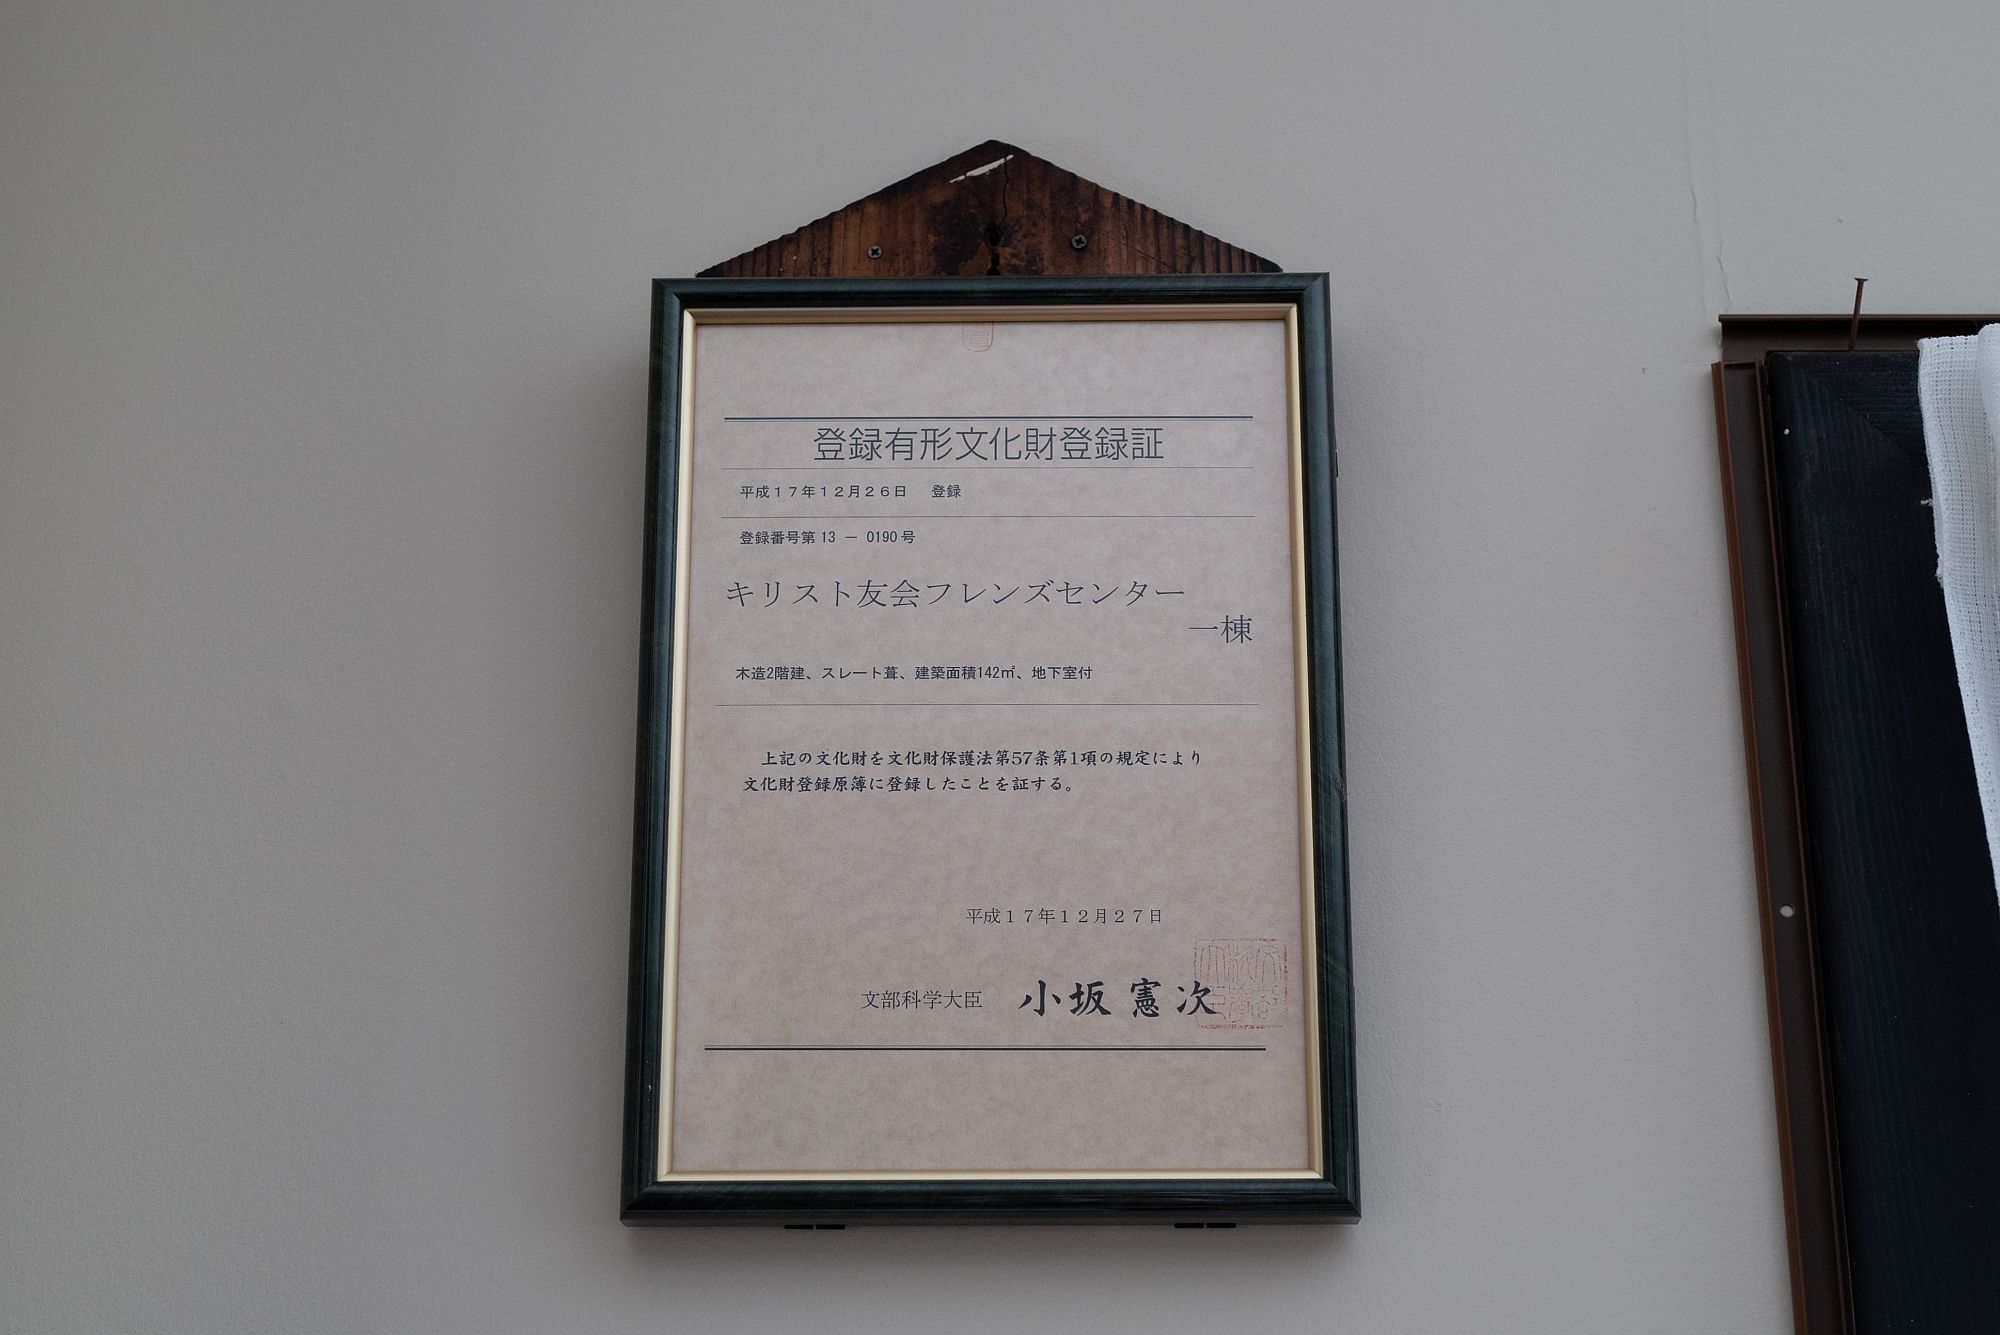 登録有形文化財登録証
平成17年12月26日 登録
登録番号第 13 － 0190 号
キリスト友会フレンズセンター
一棟
木造2階建、スレート葺、建築面積142㎡、地下室付
上記の文化財を文化財保護法第57条第1項の規定により
文化財登録原簿に登録したことを証する。
平成17年12月27日
文部科学大臣 小坂 憲次